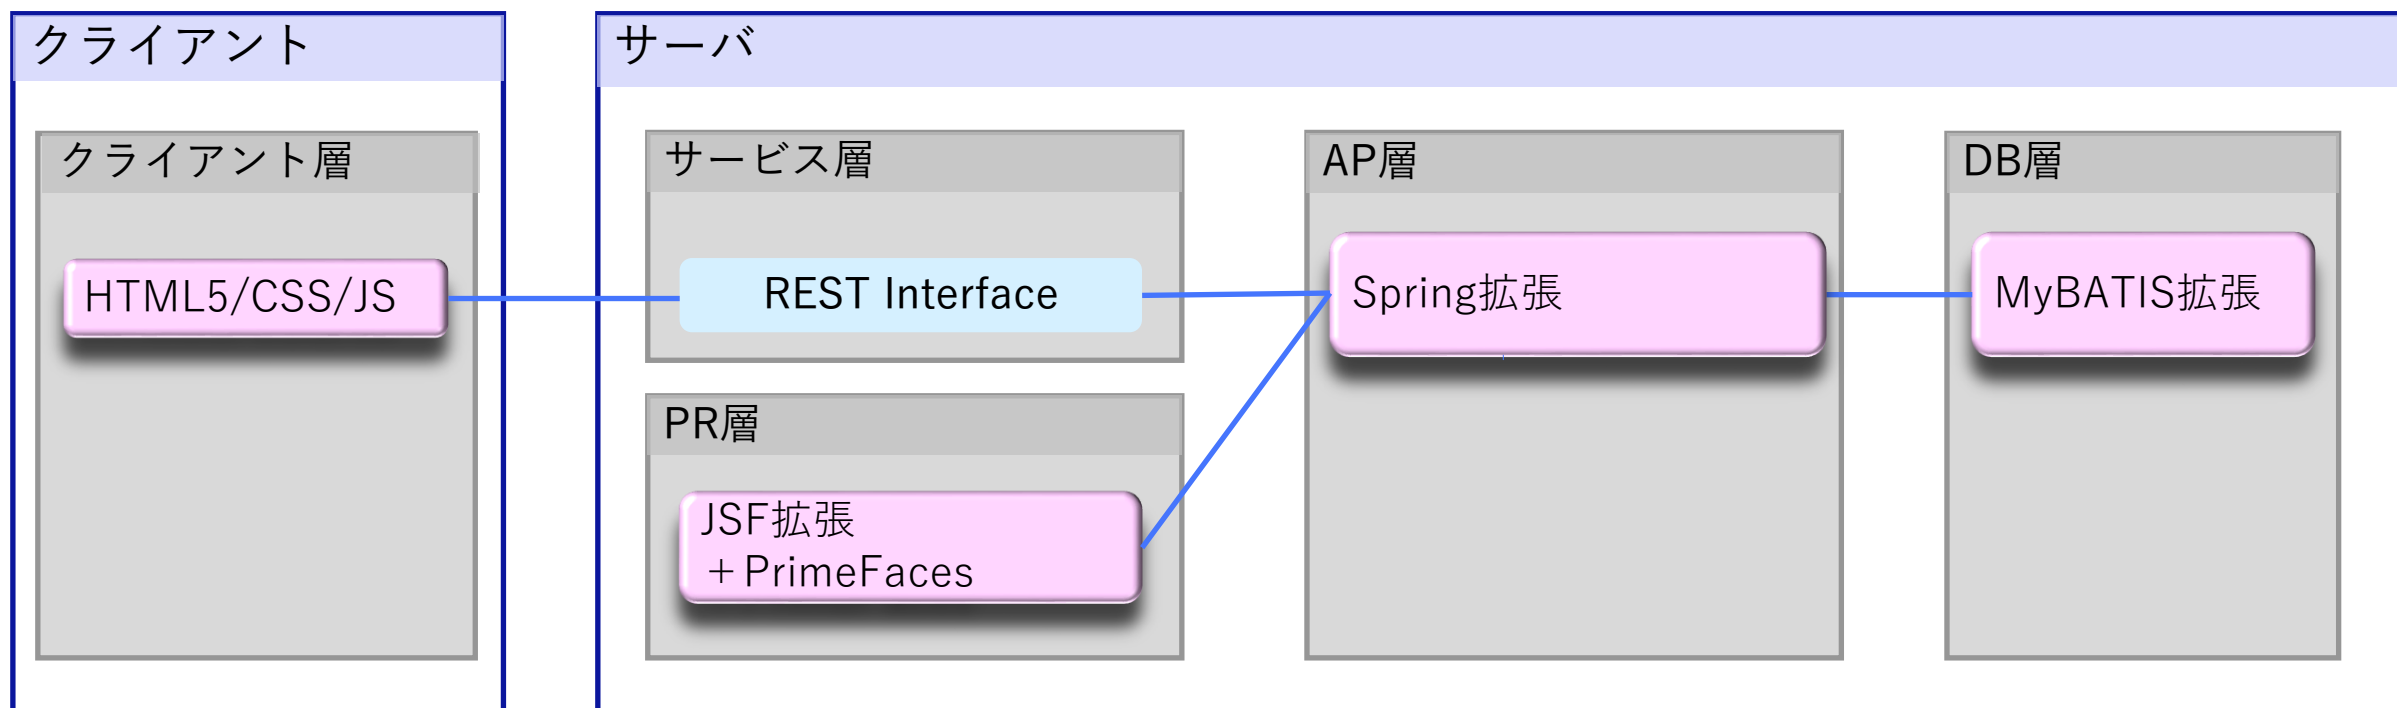 クライアント
サーバ
クライアント層
サービス層
AP層
DB層
HTML5/CSS/JS
REST Interface
Spring拡張
MyBATIS拡張
PR層
JSF拡張
＋PrimeFaces